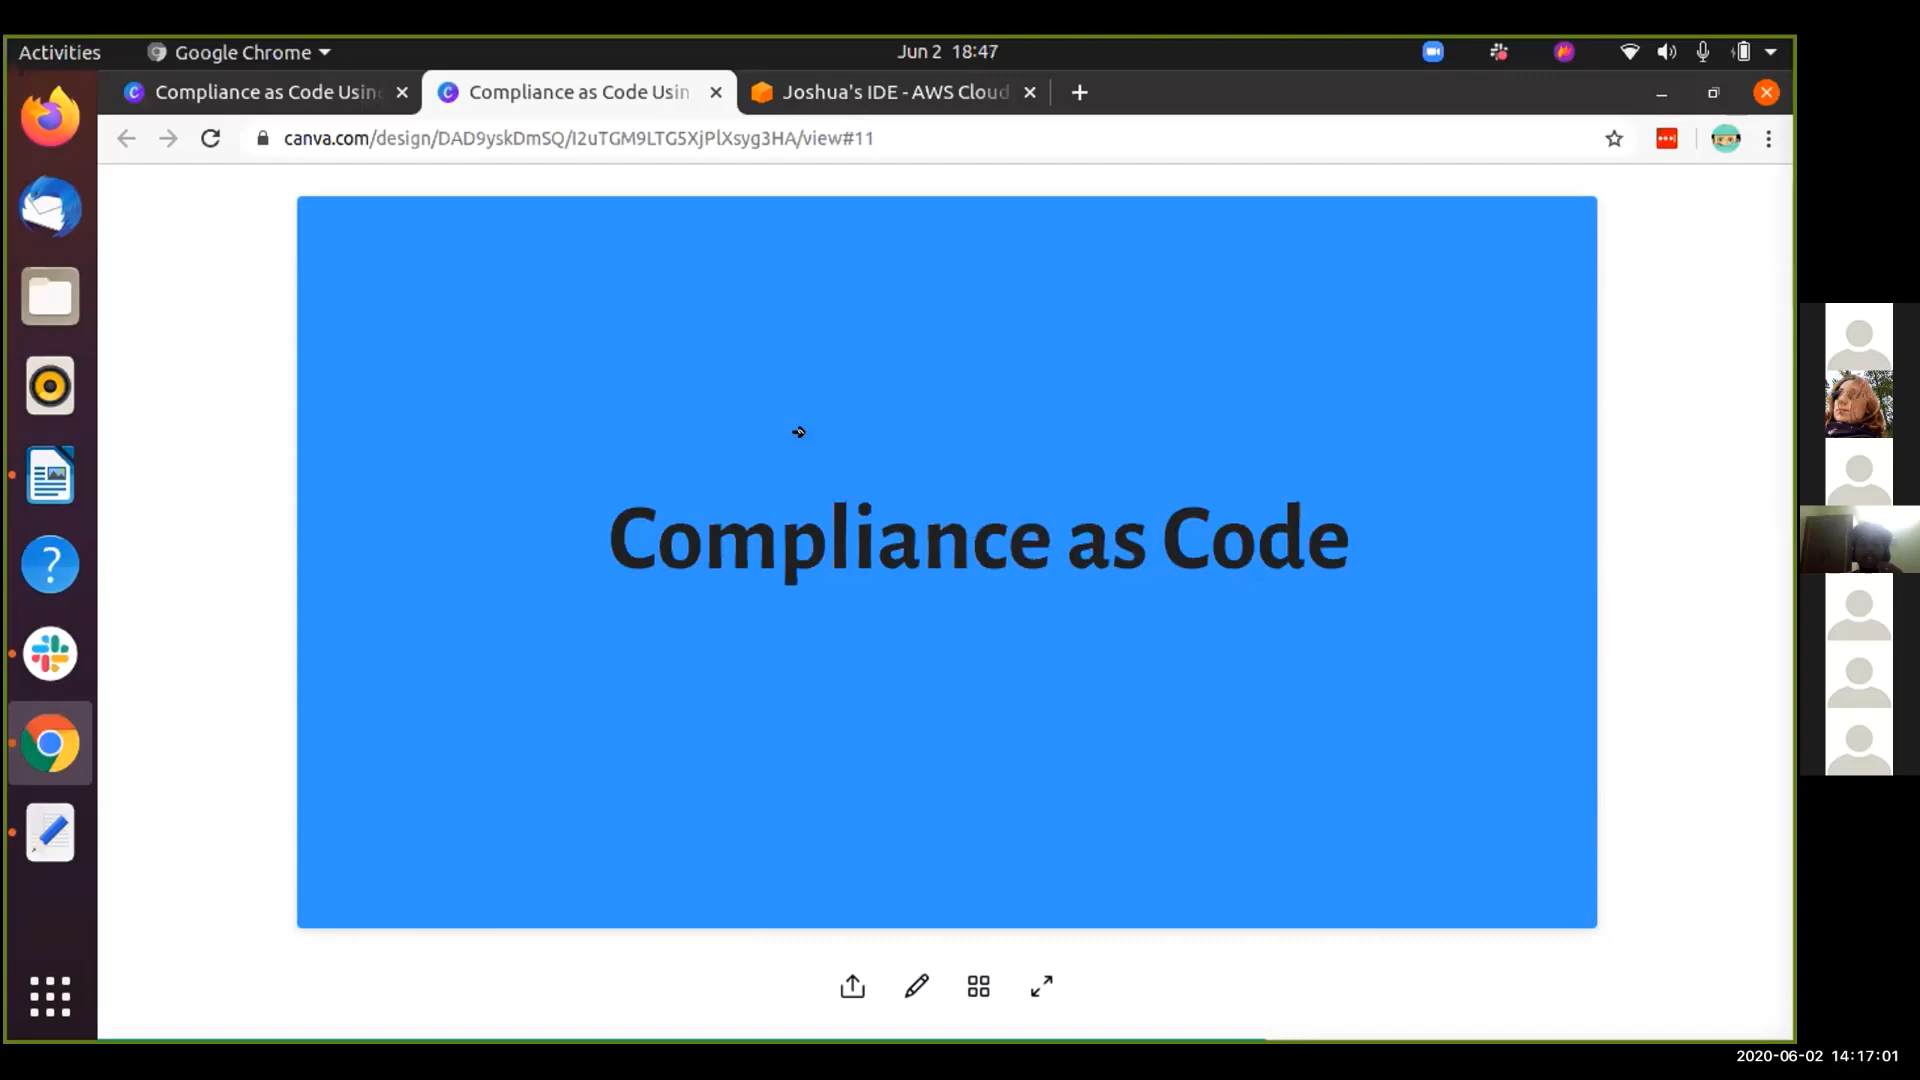 Activities
Google Chrome
Jun 2 18:47
Compliance as Code Using
Compliance as Code Usin
Joshua's IDE - AWS Cloud
canva.com/design/DAD9yskDmSQ/I2uTGM9LTG5XjPlXsyg3HA/view#11
Compliance as Code
2020-06-02 14:17:01